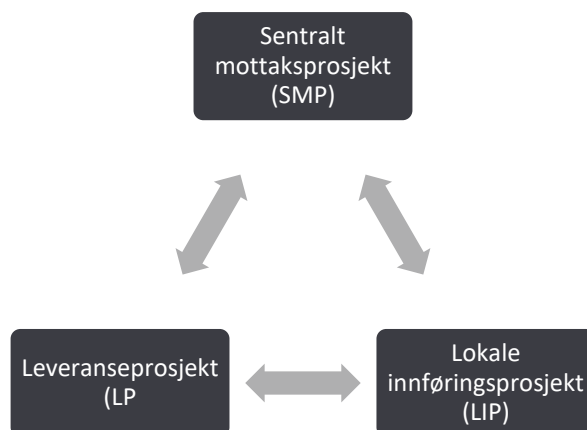 Sentralt
mottaksprosjekt
(SMP)
Leveranseprosjekt
(LP
Lokale
innføringsprosjekt
(LIP)